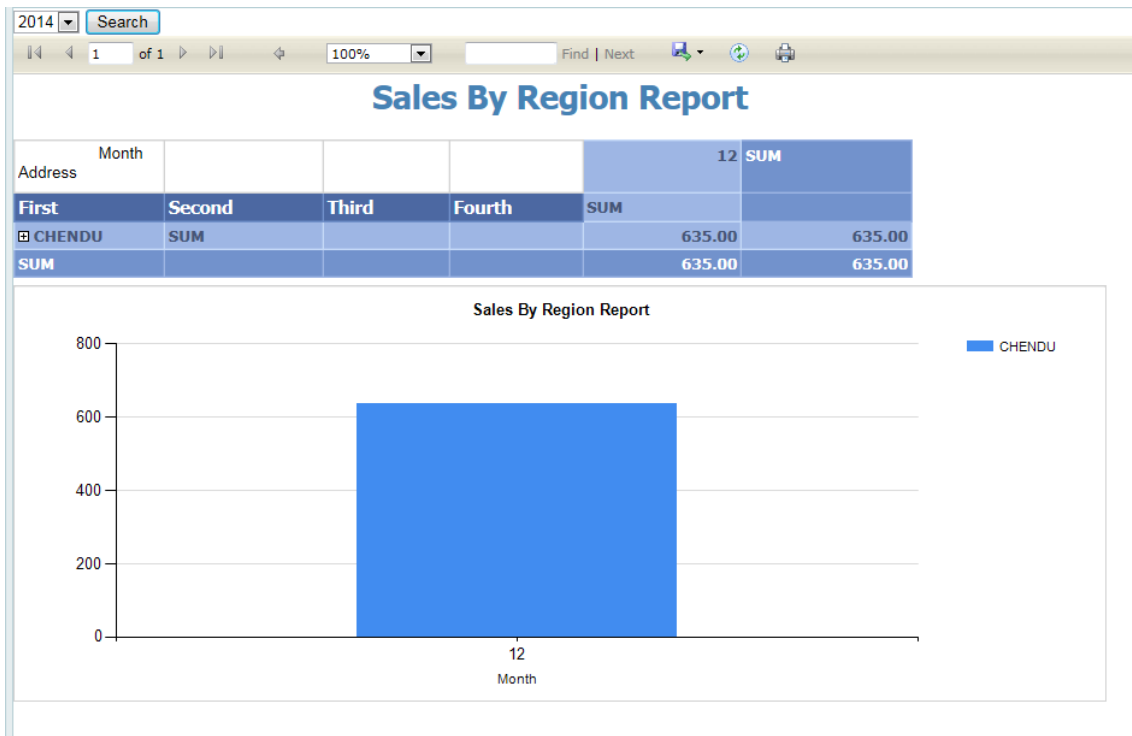 2014 Search
1 of 1 100% Find | Next
Sales By Region Report
Month
Address
12 SUM
First Second Third Fourth SUM
CHENDU SUM 635.00 635.00
SUM 635.00 635.00
Sales By Region Report
CHENDU
800
600
400
200
0
12
Month